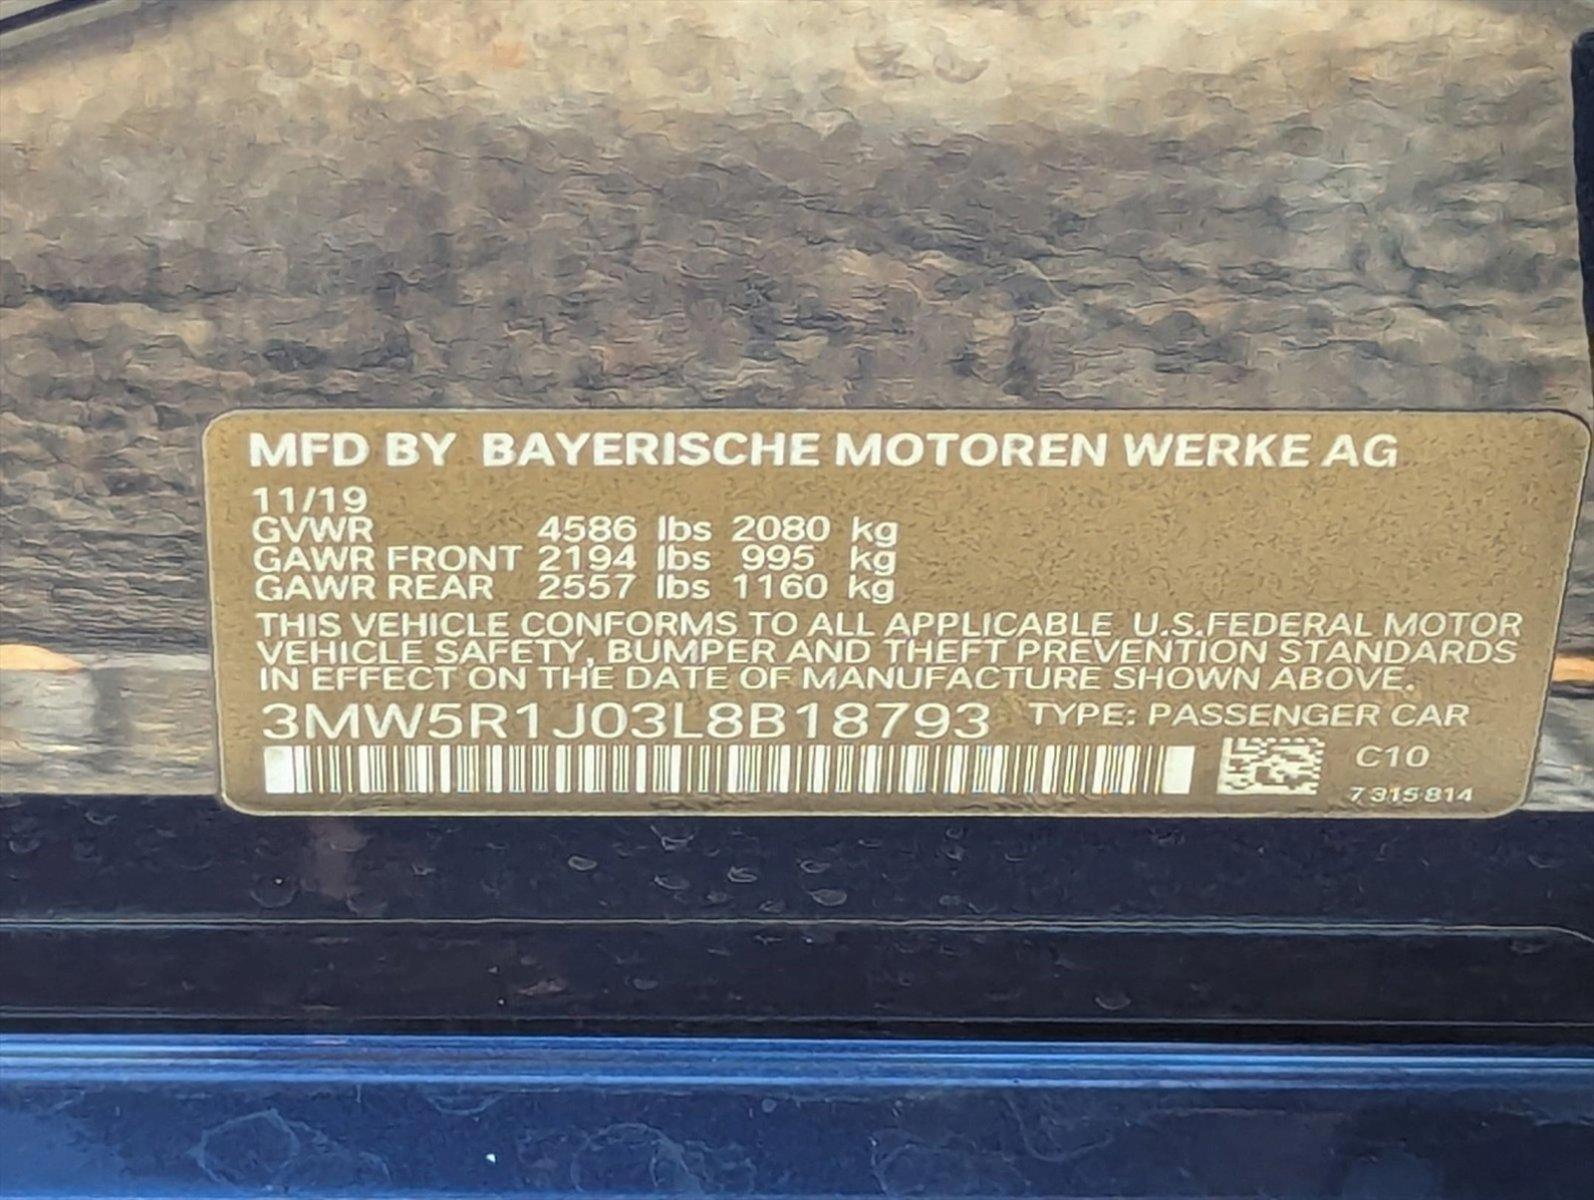 MFD BY BAYERISCHE MOTOREN WERKE AG
11/19
GVWR 4586 lbs 2080 kg
GAWR FRONT 2194 lbs 995 kg
GAWR REAR 2557 lbs 1160 kg
THIS VEHICLE CONFORMS TO ALL APPLICABLE U.S.FEDERAL MOTOR
VEHICLE SAFETY, BUMPER AND THEFT PREVENTION STANDARDS
IN EFFECT ON THE DATE OF MANUFACTURE SHOWN ABOVE.
3MW5R1J03L8B18793 TYPE: PASSENGER CAR
C10
7 315 814